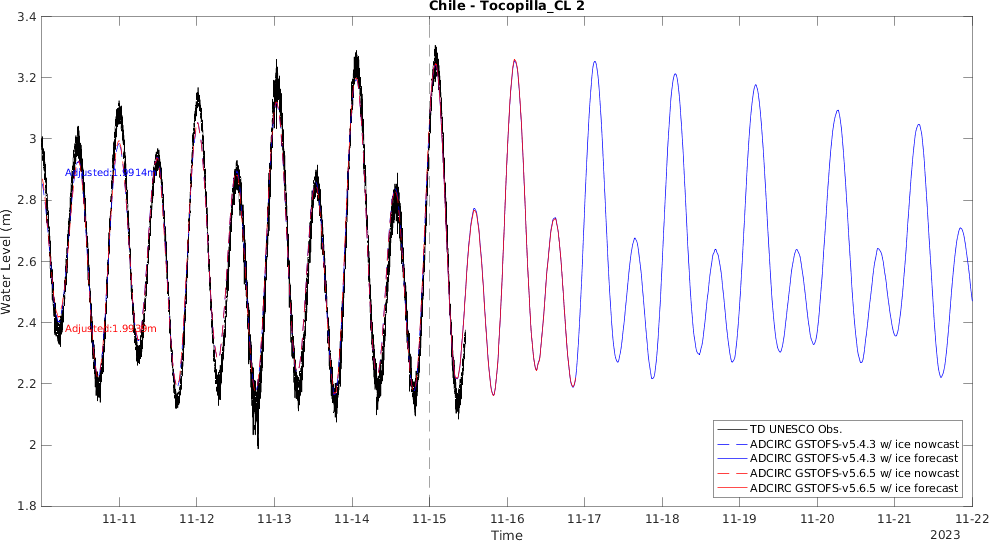 Chile - Tocopilla_CL 2
3.4
3.2
3
2.8
2.6
2.4
2.2
2
1.8
Water Level (m)
Adjusted:1.9914m
Adjusted:1.9939m
TD UNESCO Obs.
ADCIRC GSTOFS-v5.4.3 w/ ice nowcast
ADCIRC GSTOFS-v5.4.3 w/ ice forecast
ADCIRC GSTOFS-v5.6.5 w/ ice nowcast
ADCIRC GSTOFS-v5.6.5 w/ ice forecast
11-11 11-12 11-13 11-14 11-15 11-16 11-17 11-18 11-19 11-20 11-21 11-22
Time
2023